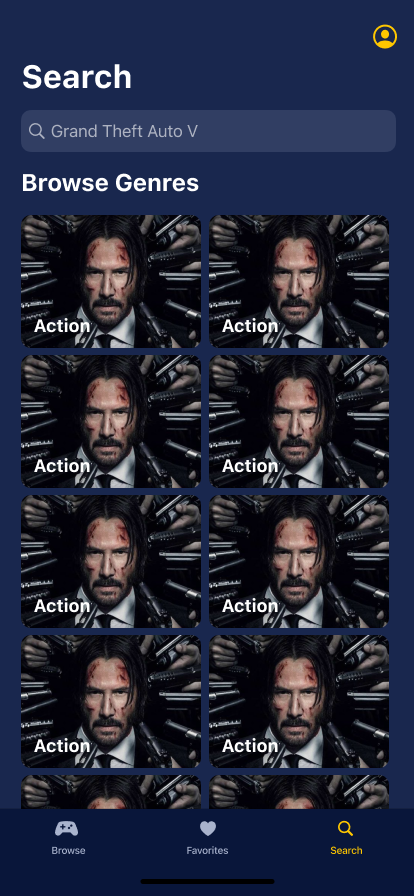 Search
Grand Theft Auto V
Browse Genres
Action
Action
Action
Action
Action
Action
Action
Action
Browse
Favorites
Search